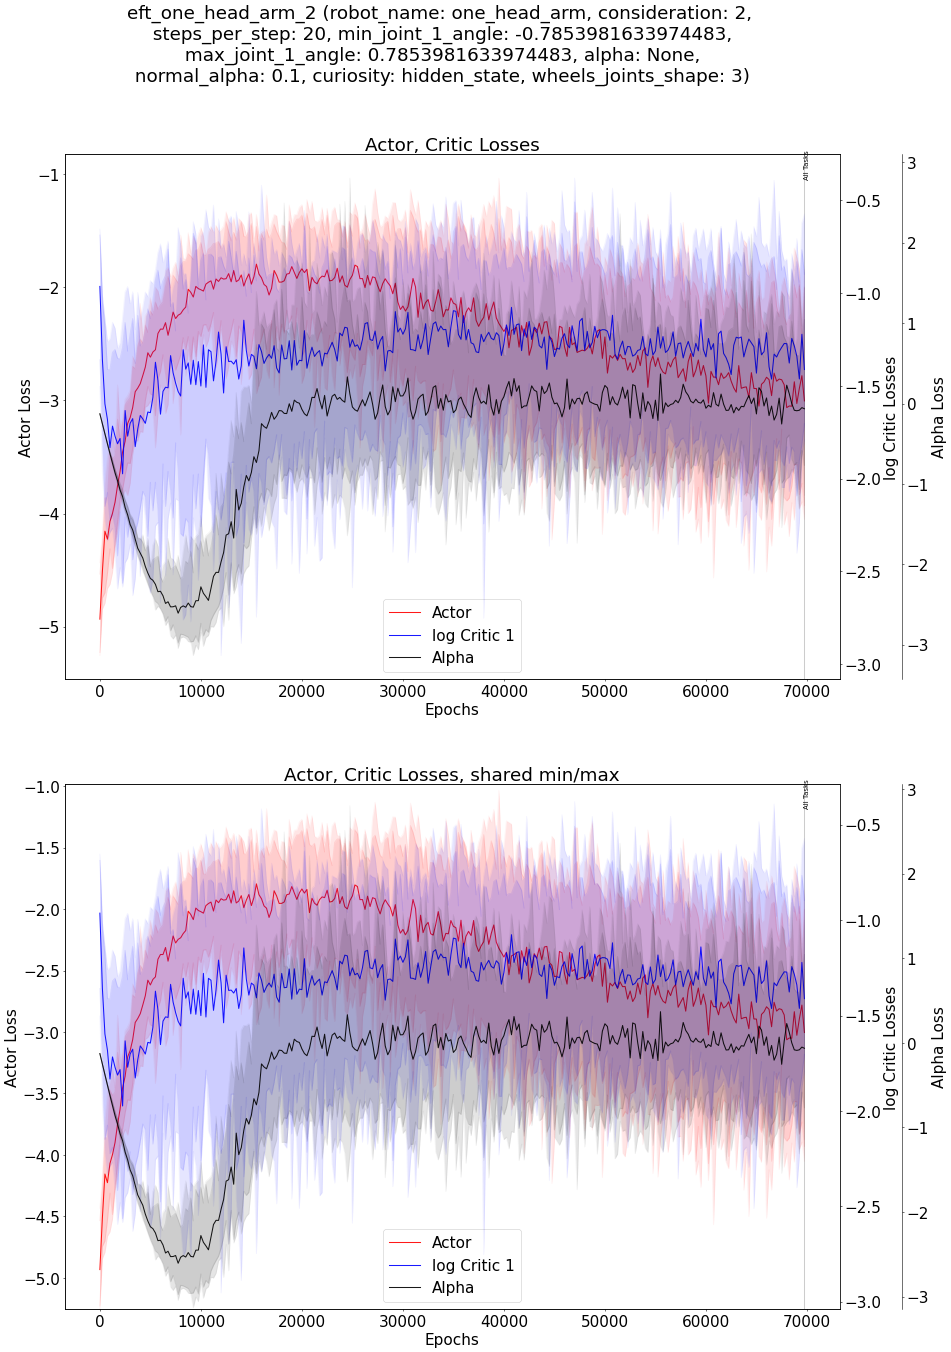 eft_one_head_arm_2 (robot_name: one_head_arm, consideration: 2,
steps_per_step: 20, min_joint_1_angle: -0.7853981633974483,
max_joint_1_angle: 0.7853981633974483, alpha: None,
normal_alpha: 0.1, curiosity: hidden_state, wheels_joints_shape: 3)
Actor, Critic Losses
All Tasks
−1
−2
−3
−4
−5
Actor Loss
−0.5
−1.0
−1.5
−2.0
−2.5
−3.0
log Critic Losses
3
2
1
0
−1
−2
−3
Alpha Loss
Actor
log Critic 1
Alpha
0 10000 20000 30000 40000 50000 60000 70000
Epochs
Actor, Critic Losses, shared min/max
All Tasks
−1.0
−1.5
−2.0
−2.5
−3.0
−3.5
−4.0
−4.5
−5.0
Actor Loss
−0.5
−1.0
−1.5
−2.0
−2.5
−3.0
log Critic Losses
3
2
1
0
−1
−2
−3
Alpha Loss
Actor
log Critic 1
Alpha
0 10000 20000 30000 40000 50000 60000 70000
Epochs